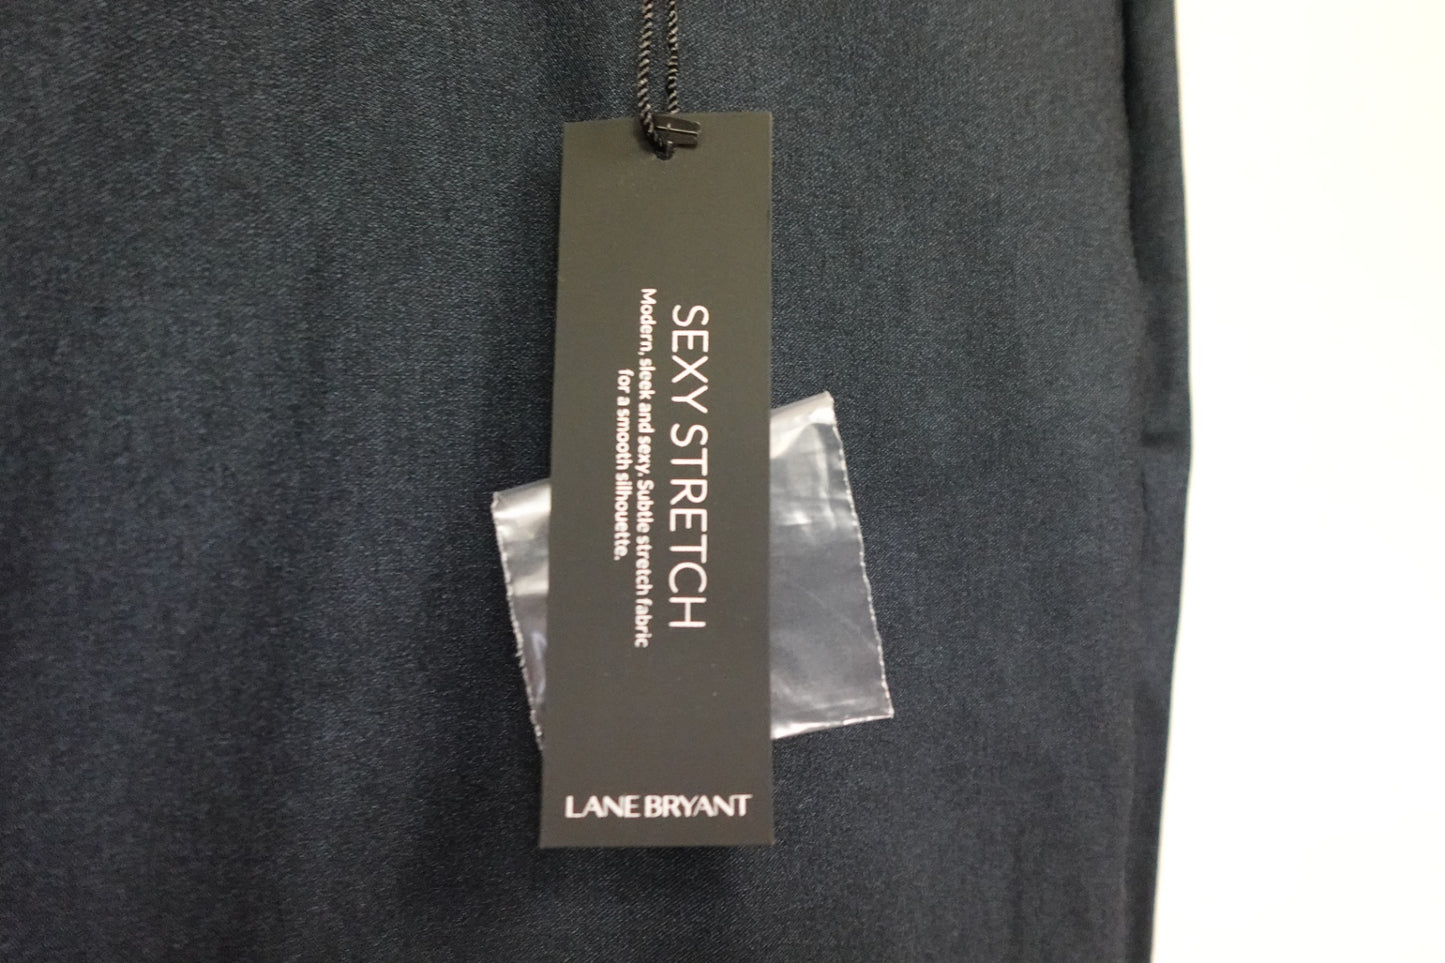 SEXY STRETCH
Modern, sleek and sexy. Subtle stretch fabric
for a smooth silhouette.
LANE BRYANT